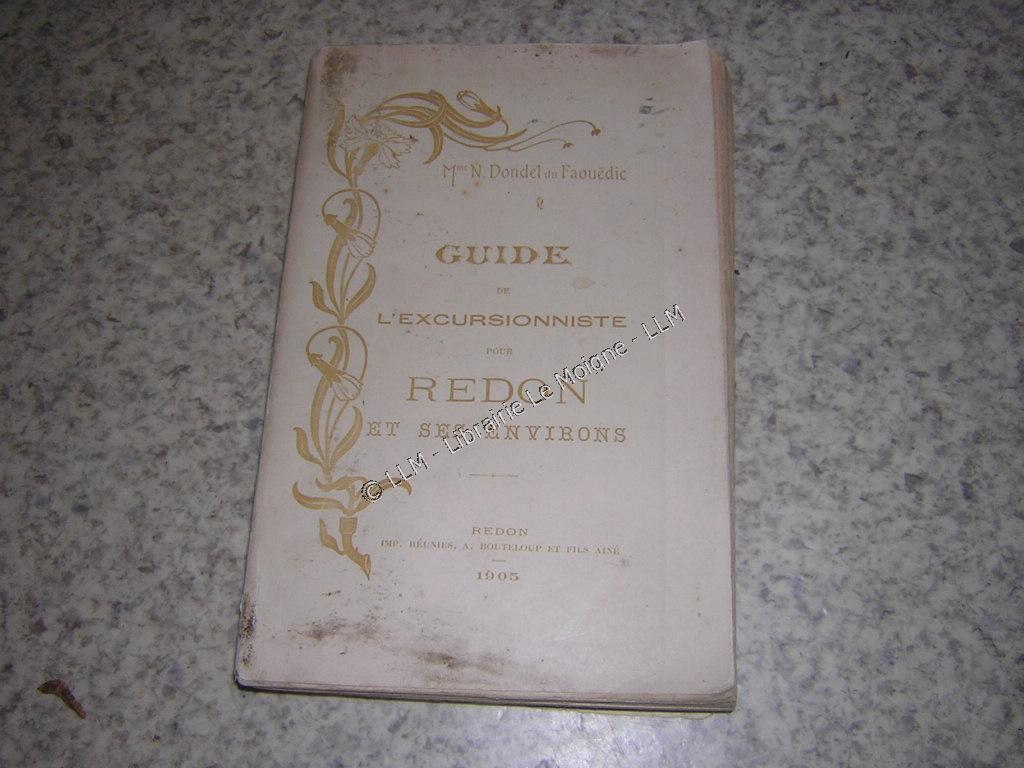 Mme N. Dondel du Faouëdic
GUIDE
DE
L'EXCURSIONNISTE
POUR
REDON
ET SES ENVIRONS
REDON
IMP. RÉUNIES, A. BOUTELOUP ET FILS AINÉ
1905
© LLM - Librairie Le Moigne - LLM